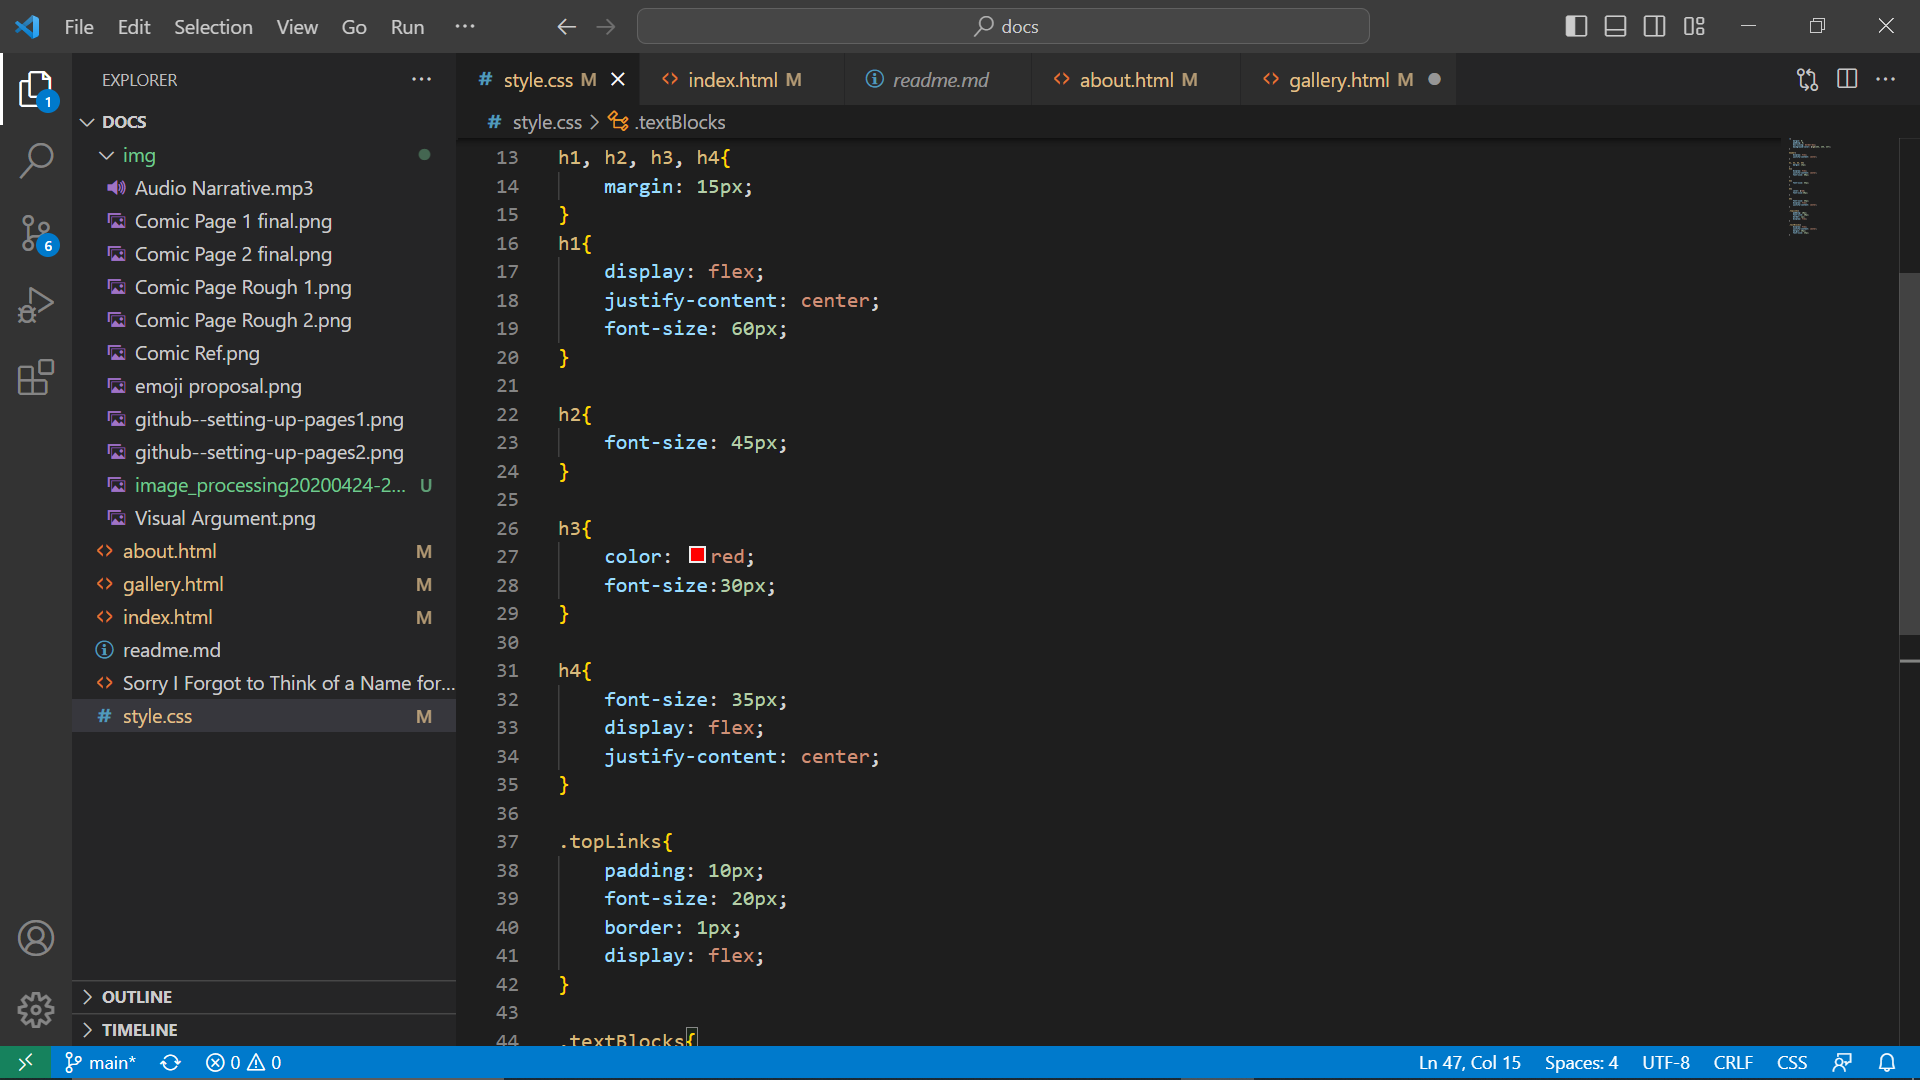 File Edit Selection View Go Run ···
docs
EXPLORER
style.css M
index.html M
readme.md
about.html M
gallery.html M
style.css > .textBlocks
1
6
DOCS
img
Audio Narrative.mp3
Comic Page 1 final.png
Comic Page 2 final.png
Comic Page Rough 1.png
Comic Page Rough 2.png
Comic Ref.png
emoji proposal.png
github--setting-up-pages1.png
github--setting-up-pages2.png
image_processing20200424-2... U
Visual Argument.png
about.html M
gallery.html M
index.html M
readme.md
Sorry I Forgot to Think of a Name for...
style.css M
OUTLINE
TIMELINE
13 h1, h2, h3, h4{
14 margin: 15px;
15 }
16 h1{
17 display: flex;
18 justify-content: center;
19 font-size: 60px;
20 }
21
22 h2{
23 font-size: 45px;
24 }
25
26 h3{
27 color: red;
28 font-size:30px;
29 }
30
31 h4{
32 font-size: 35px;
33 display: flex;
34 justify-content: center;
35 }
36
37 .topLinks{
38 padding: 10px;
39 font-size: 20px;
40 border: 1px;
41 display: flex;
42 }
43
44 .textBlocks{
main* 0 0
Ln 47, Col 15 Spaces: 4 UTF-8 CRLF CSS